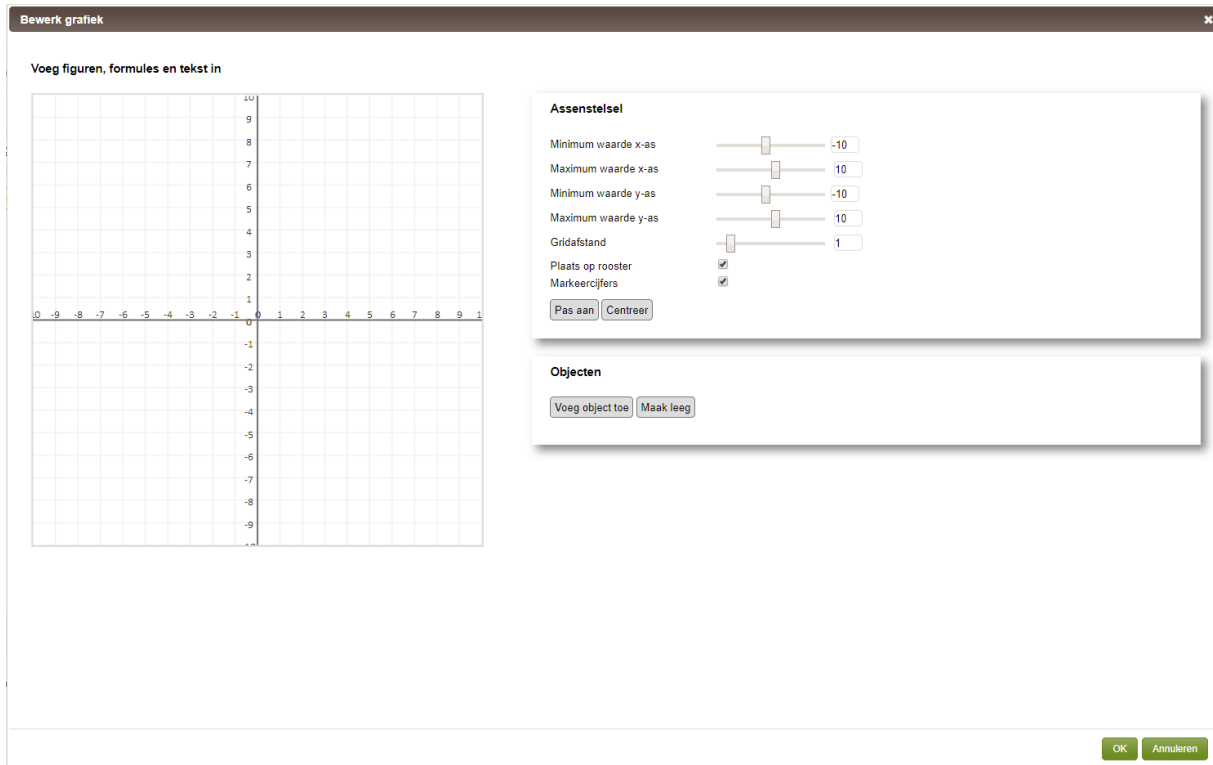 Bewerk grafiek
Voeg figuren, formules en tekst in
10
9
8
7
6
5
4
3
2
1
-9 -8 -7 -6 -5 -4 -3 -2 -1 0 1 2 3 4 5 6 7 8 9
0
-1
-2
-3
-4
-5
-6
-7
-8
-9
Assenstelsel
Minimum waarde x-as -10
Maximum waarde x-as 10
Minimum waarde y-as -10
Maximum waarde y-as 10
Gridafstand 1
Plaats op rooster
Markeercijfers
Pas aan Centreer
Objecten
Voeg object toe Maak leeg
OK Annuleren